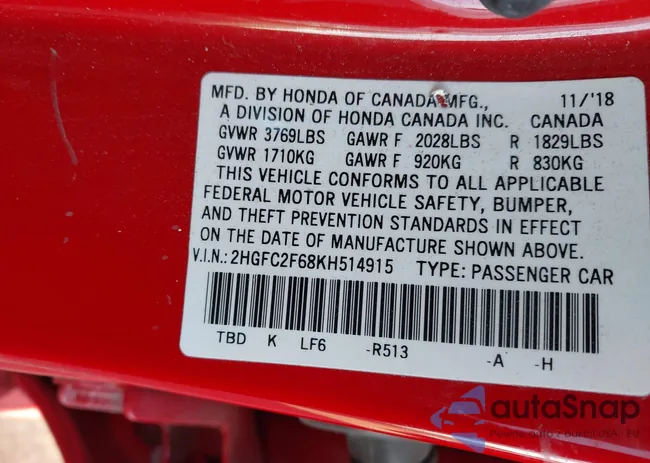 MFD. BY HONDA OF CANADA MFG., 11/'18
A DIVISION OF HONDA CANADA INC. CANADA
GVWR 3769LBS GAWR F 2028LBS R 1829LBS
GVWR 1710KG GAWR F 920KG R 830KG
THIS VEHICLE CONFORMS TO ALL APPLICABLE
FEDERAL MOTOR VEHICLE SAFETY, BUMPER,
AND THEFT PREVENTION STANDARDS IN EFFECT
ON THE DATE OF MANUFACTURE SHOWN ABOVE.
V.I.N.: 2HGFC2F68KH514915 TYPE: PASSENGER CAR
TBD K LF6 -R513 -A -H
autoSnap